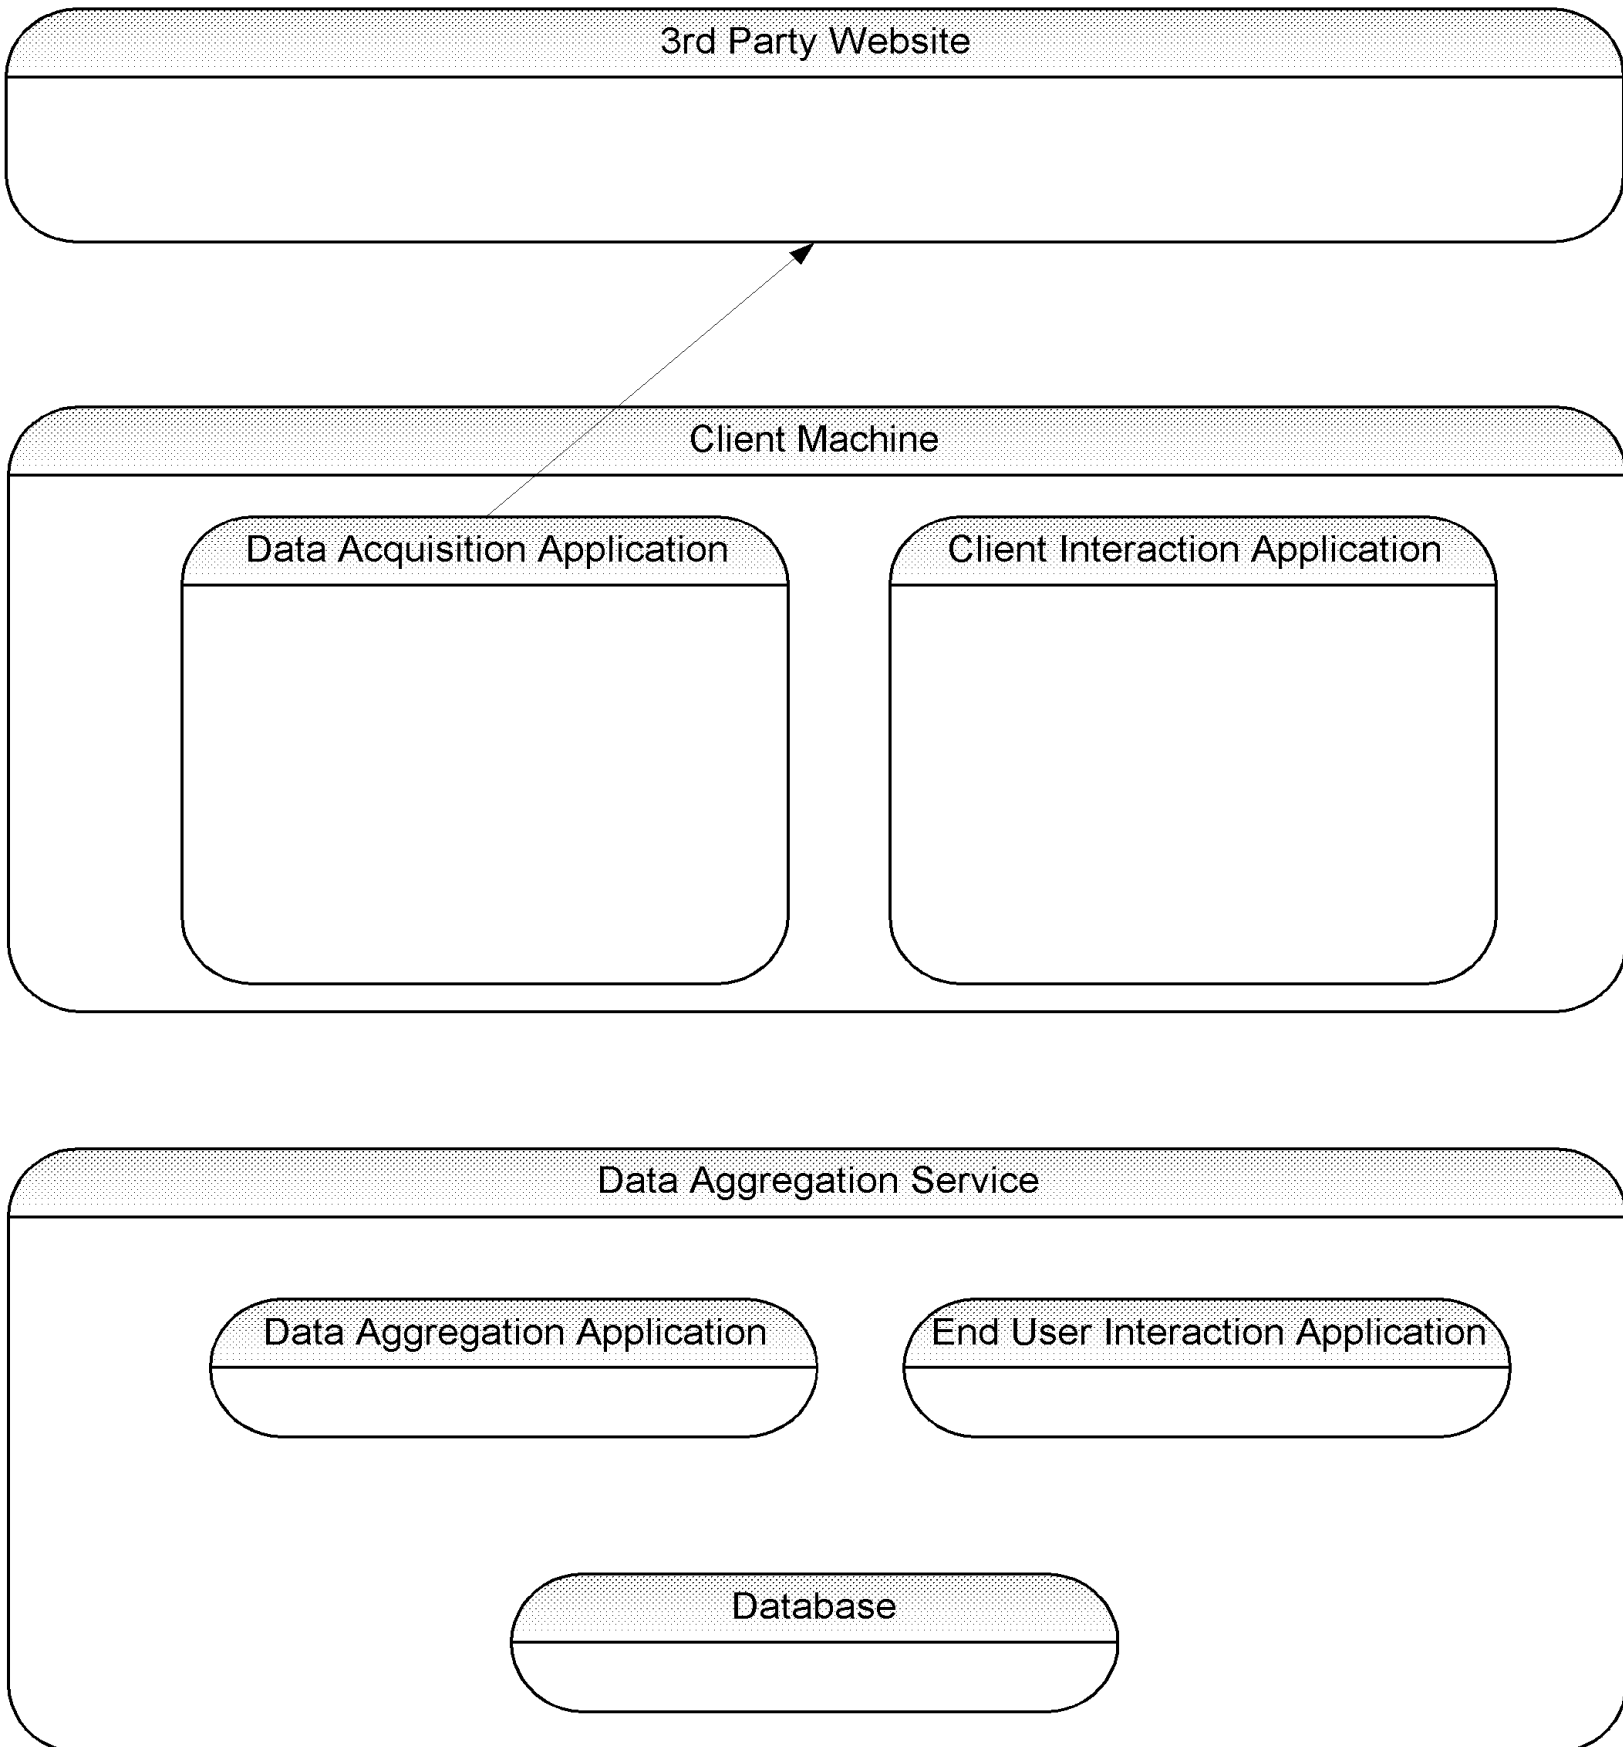 3rd Party Website
Client Machine
Data Acquisition Application
Client Interaction Application
Data Aggregation Service
Data Aggregation Application
End User Interaction Application
Database